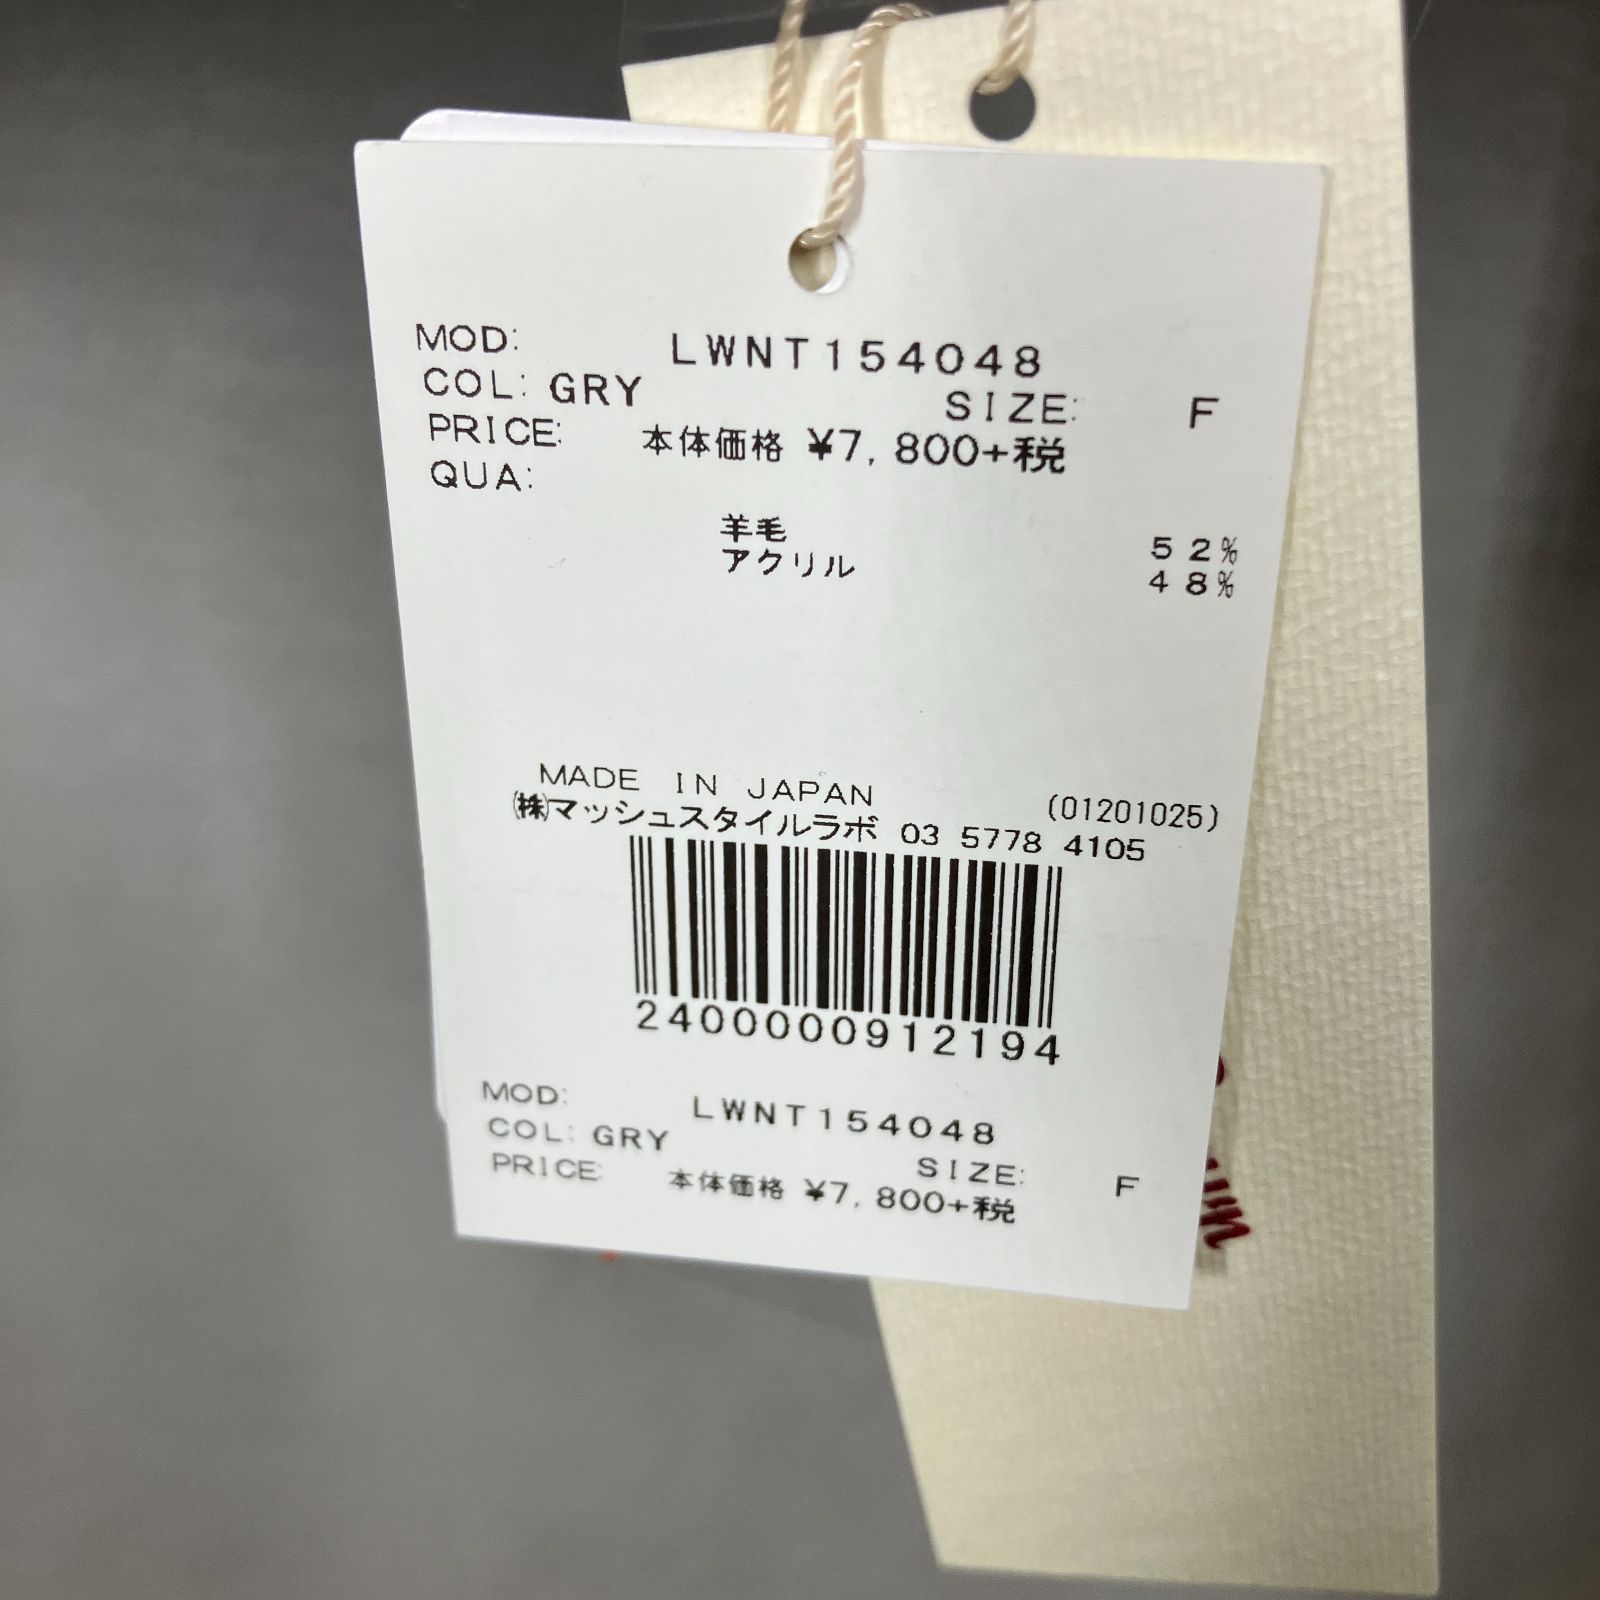 MOD: LWNT154048
COL: GRY SIZE: F
PRICE: 本体価格 ¥7,800+税
QUA:
羊毛 52%
アクリル 48%
MADE IN JAPAN (01201025)
(株)マッシュスタイルラボ 03 5778 4105
2400000912194
MOD: LWNT154048
COL: GRY SIZE: F
PRICE: 本体価格 ¥7,800+税